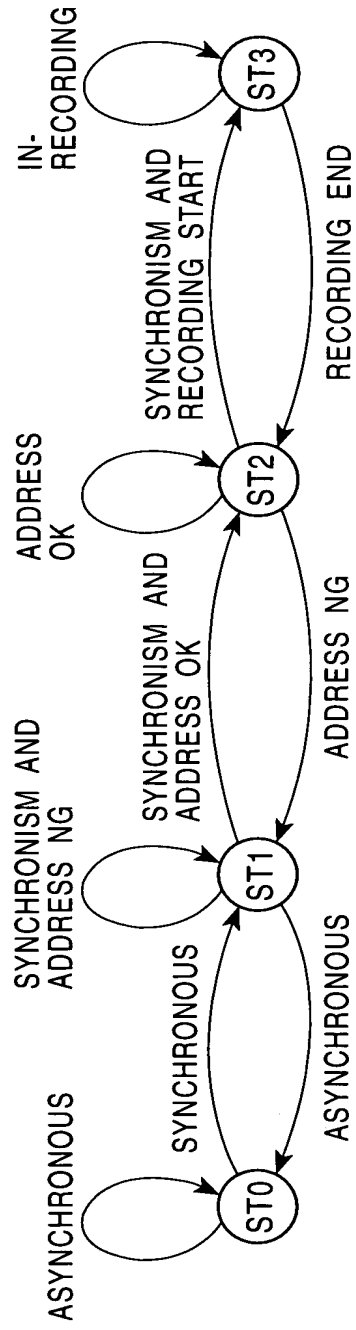 ASYNCHRONOUS
SYNCHRONISM AND
ADDRESS NG
ADDRESS
OK
IN-
RECORDING
SYNCHRONOUS
SYNCHRONISM AND
ADDRESS OK
SYNCHRONISM AND
RECORDING START
ST0
ST1
ST2
ST3
ASYNCHRONOUS
ADDRESS NG
RECORDING END